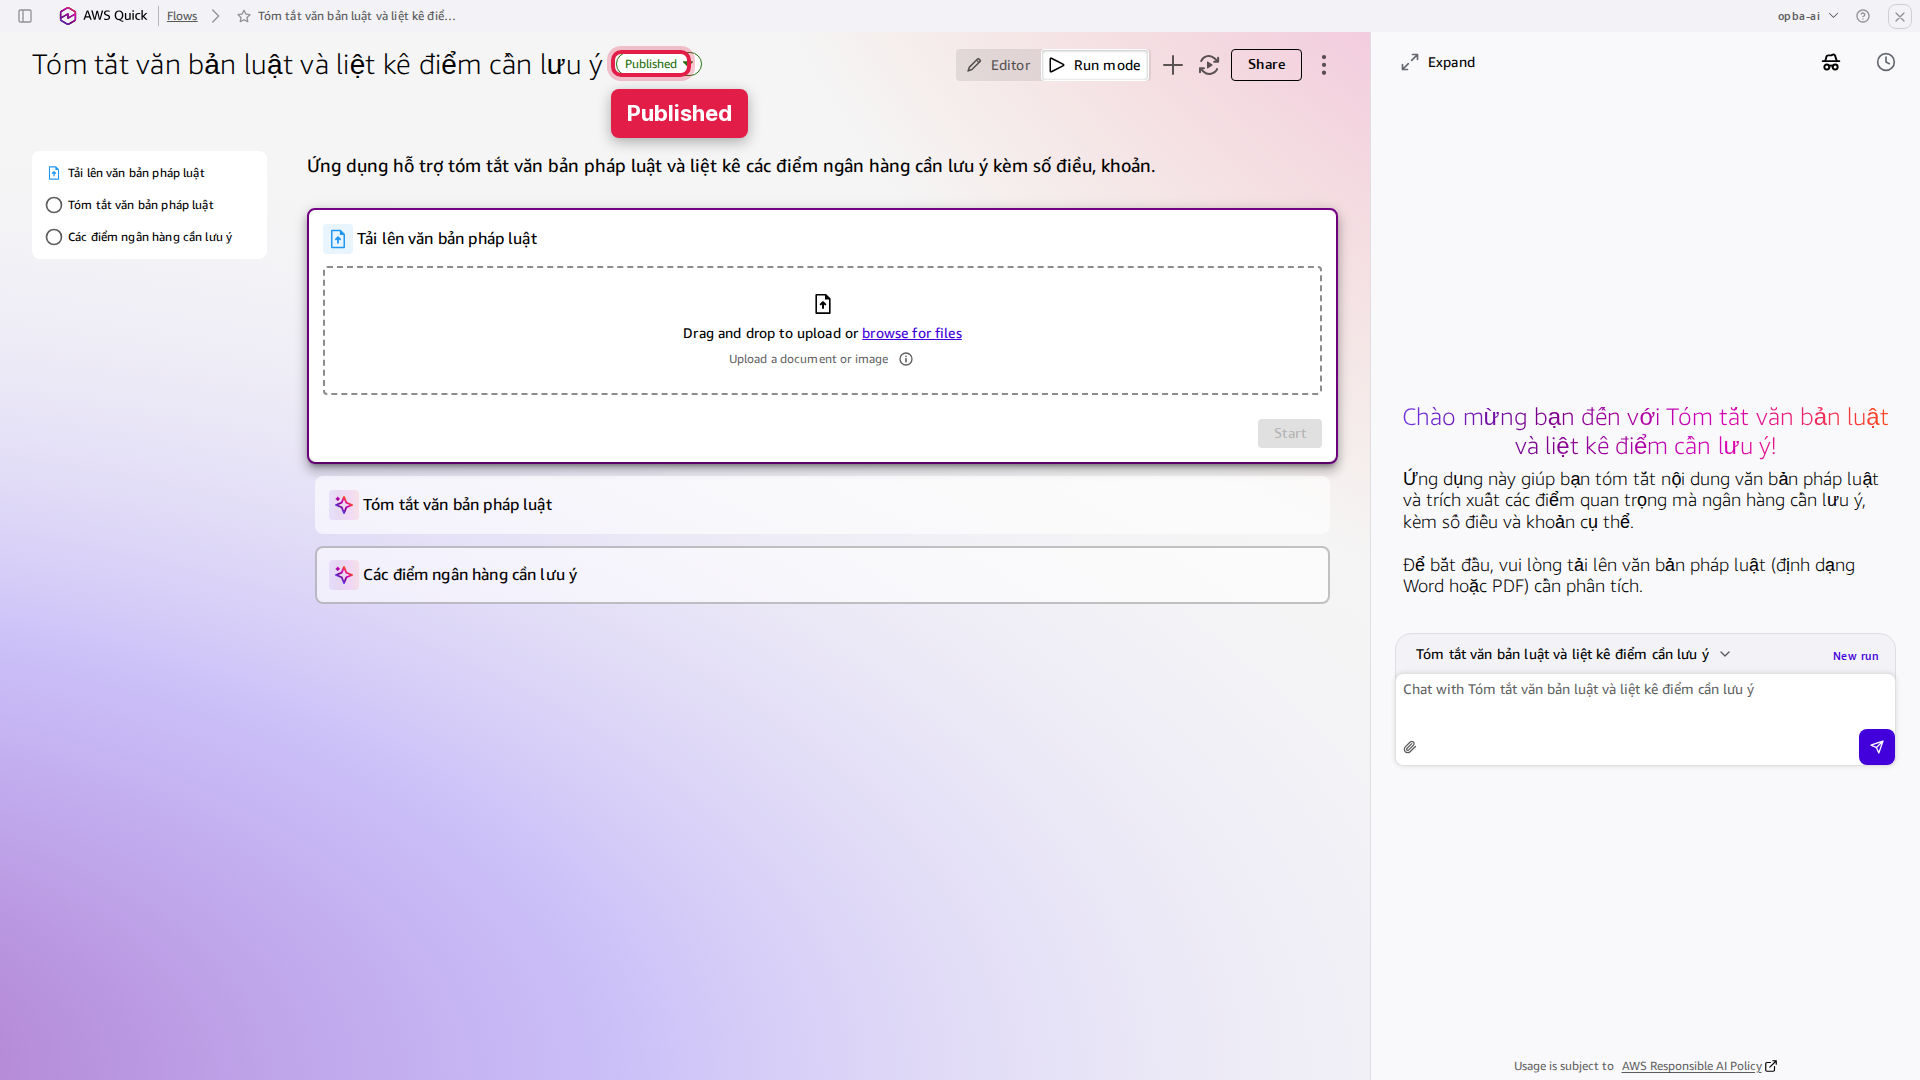 AWS Quick
Flows
Tóm tắt văn bản luật và liệt kê điể...
opba-ai
Tóm tắt văn bản luật và liệt kê điểm cần lưu ý
Published
Editor
Run mode
Share
Expand
Published
Tải lên văn bản pháp luật
Tóm tắt văn bản pháp luật
Các điểm ngân hàng cần lưu ý
Ứng dụng hỗ trợ tóm tắt văn bản pháp luật và liệt kê các điểm ngân hàng cần lưu ý kèm số điều, khoản.
Tải lên văn bản pháp luật
Drag and drop to upload or browse for files
Upload a document or image
Start
Tóm tắt văn bản pháp luật
Các điểm ngân hàng cần lưu ý
Chào mừng bạn đến với Tóm tắt văn bản luật
và liệt kê điểm cần lưu ý!
Ứng dụng này giúp bạn tóm tắt nội dung văn bản pháp luật
và trích xuất các điểm quan trọng mà ngân hàng cần lưu ý,
kèm số điều và khoản cụ thể.
Để bắt đầu, vui lòng tải lên văn bản pháp luật (định dạng
Word hoặc PDF) cần phân tích.
Tóm tắt văn bản luật và liệt kê điểm cần lưu ý
New run
Chat with Tóm tắt văn bản luật và liệt kê điểm cần lưu ý
Usage is subject to AWS Responsible AI Policy